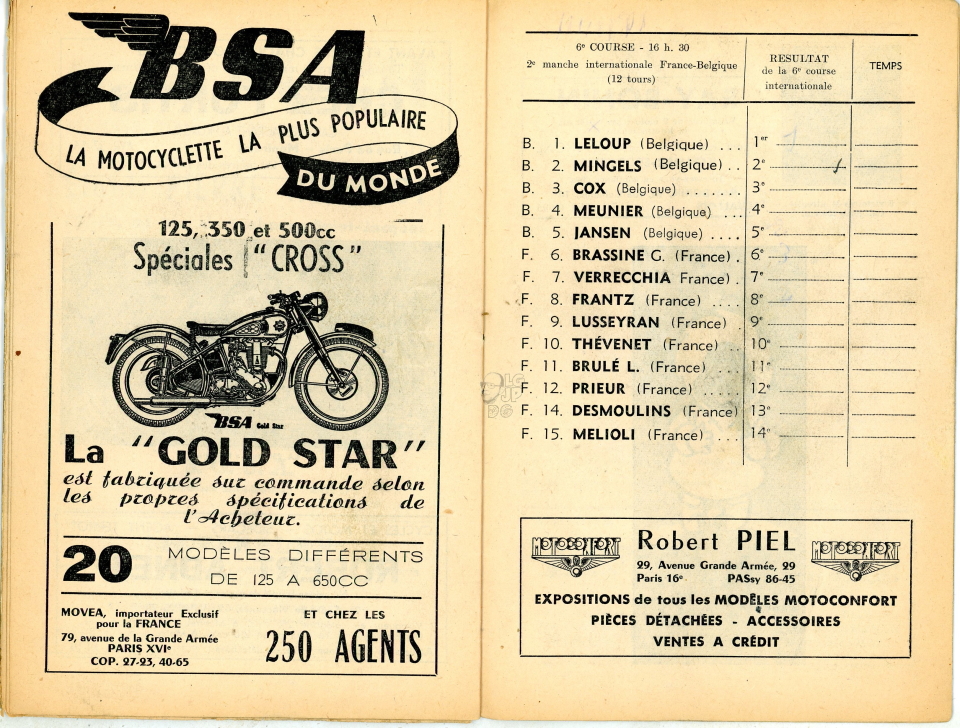 BSA
LA MOTOCYCLETTE LA PLUS POPULAIRE
DU MONDE
125, 350 et 500cc
Spéciales "CROSS"
BSA Gold Star
La "GOLD STAR"
est fabriquée sur commande selon
les propres spécifications de
l'Acheteur.
20 MODÈLES DIFFÉRENTS
DE 125 A 650CC
MOVEA, importateur Exclusif
pour la FRANCE
79, avenue de la Grande Armée
PARIS XVIe
COP. 27-23, 40-65
ET CHEZ LES
250 AGENTS
6e COURSE - 16 h. 30
2e manche internationale France-Belgique
(12 tours)
RESULTAT
de la 6e course
internationale
TEMPS
B. 1. LELOUP (Belgique) ... 1er
B. 2. MINGELS (Belgique) .. 2e
B. 3. COX (Belgique) ....... 3e
B. 4. MEUNIER (Belgique) ... 4e
B. 5. JANSEN (Belgique) ... 5e
F. 6. BRASSINE G. (France) . 6e
F. 7. VERRECCHIA France) . 7e
F. 8. FRANTZ (France) .... 8e
F. 9. LUSSEYRAN (France) . 9e
F. 10. THÉVENET (France) .. 10e
F. 11. BRULÉ L. (France) ... 11e
F. 12. PRIEUR (France) .... 12e
F. 14. DESMOULINS (France) 13e
F. 15. MELIOLI (France) .... 14e
MOTOCONFORT
Robert PIEL
MOTOCONFORT
29, Avenue Grande Armée, 29
Paris 16e PASsy 86-45
EXPOSITIONS de tous les MODÈLES MOTOCONFORT
PIÈCES DÉTACHÉES - ACCESSOIRES
VENTES A CRÉDIT